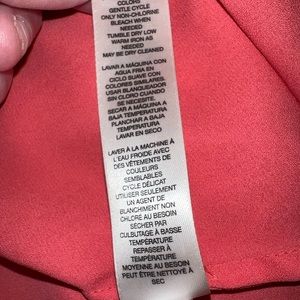 COLORS
GENTLE CYCLE
ONLY NON-CHLORINE
BLEACH WHEN
NEEDED
TUMBLE DRY LOW
WARM IRON AS
NEEDED
MAY BE DRY CLEANED
LAVAR A MÁQUINA CON
AGUA FRIA EN
CICLO SUAVE CON
COLORES SIMILARES.
USAR BLANQUEADOR
SIN CLORO CUANDO
SE NECESARIO
SECAR A MÁQUINA A
BAJA TEMPERATURA
PLANCHAR A BAJA
TEMPERATURA
LAVAR EN SECO
LAVER À LA MACHINE À
L'EAU FROIDE AVEC
DES VÊTEMENTS DE
COULEURS
SEMBLABLES
CYCLE DÉLICAT
UTILISER SEULEMENT
UN AGENT DE
BLANCHIMENT NON
CHLORÉ AU BESOIN
SÉCHER PAR
CULBUTAGE À BASSE
TEMPÉRATURE
REPASSER À
TEMPÉRATURE
MOYENNE AU BESOIN
PEUT ÊTRE NETTOYÉ À
SEC